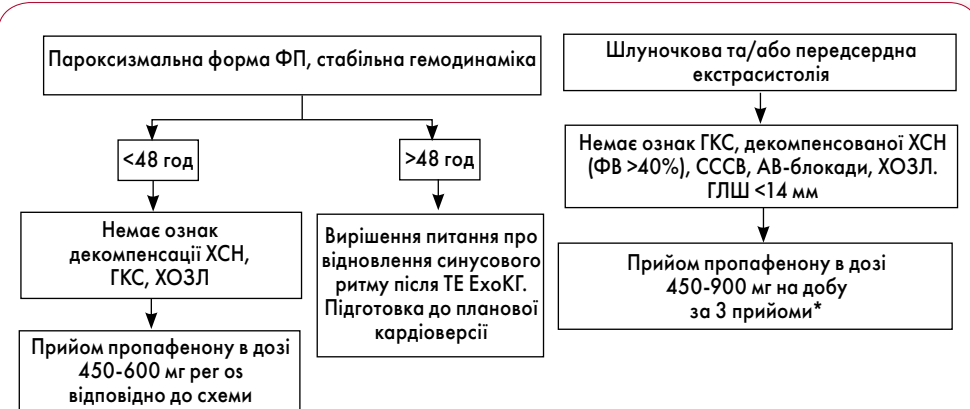 Пароксизмальна форма ФП, стабільна гемодинаміка
<48 год
>48 год
Немає ознак
декомпенсації ХСН,
ГКС, ХОЗЛ
Вирішення питання про
відновлення синусового
ритму після ТЕ ЕхоКГ.
Підготовка до планової
кардіоверсії
Прийом пропафенону в дозі
450-600 мг per os
відповідно до схеми
Шлуночкова та/або передсердна
екстрасистолія
Немає ознак ГКС, декомпенсованої ХСН
(ФВ >40%), СССВ, АВ-блокади, ХОЗЛ.
ГЛШ <14 мм
Прийом пропафенону в дозі
450-900 мг на добу
за 3 прийоми*